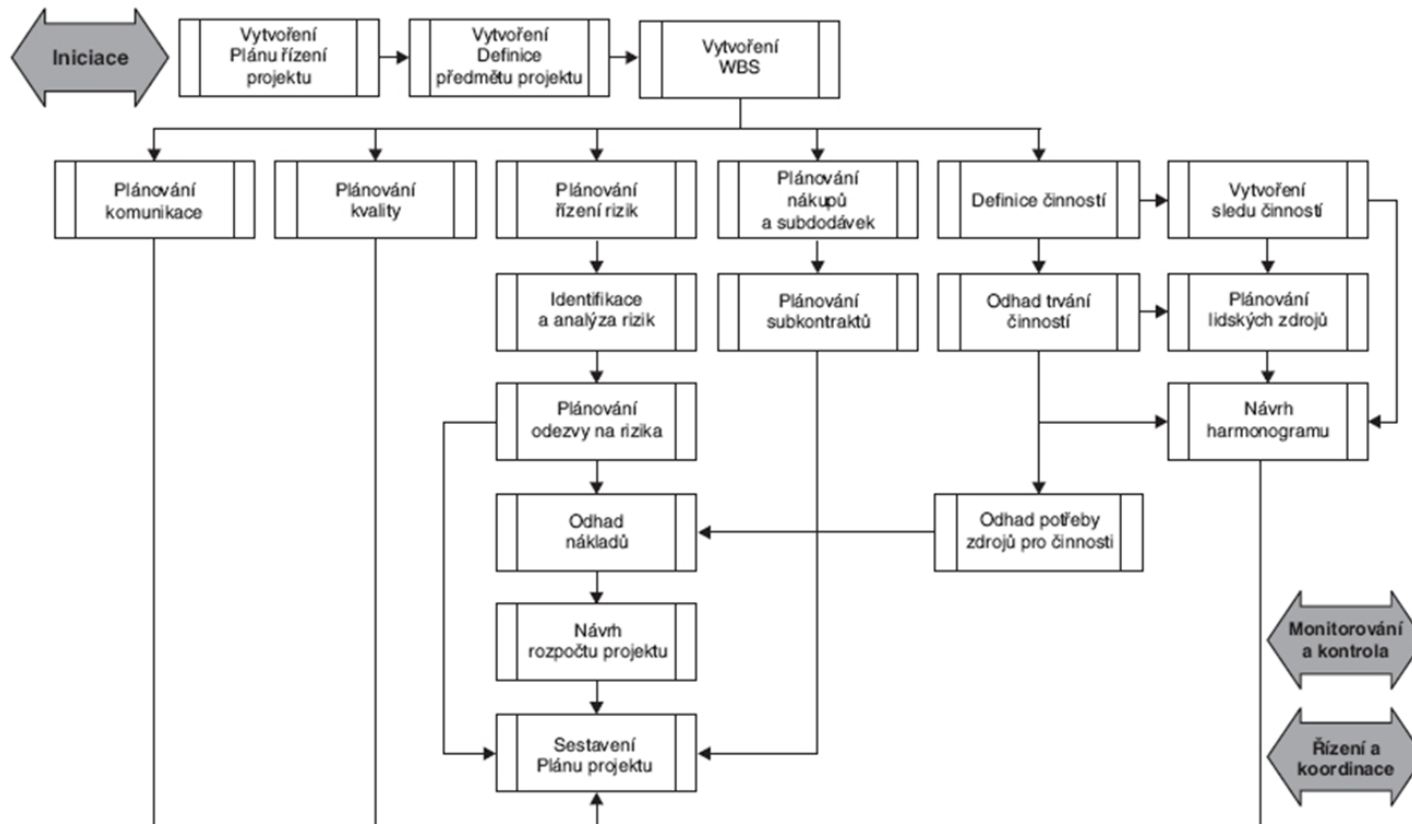 Iniciace
Vytvoření
Plánu řízení
projektu
Vytvoření
Definice
předmětu projektu
Vytvoření
WBS
Plánování
komunikace
Plánování
kvality
Plánování
řízení rizik
Plánování
nákupů
a subdodávek
Definice činností
Vytvoření
sledu činností
Identifikace
a analýza rizik
Plánování
subkontraktů
Odhad trvání
činností
Plánování
lidských zdrojů
Plánování
odezvy na rizika
Návrh
harmonogramu
Odhad
nákladů
Odhad potřeby
zdrojů pro činnosti
Návrh
rozpočtu projektu
Monitorování
a kontrola
Sestavení
Plánu projektu
Řízení a
koordinace